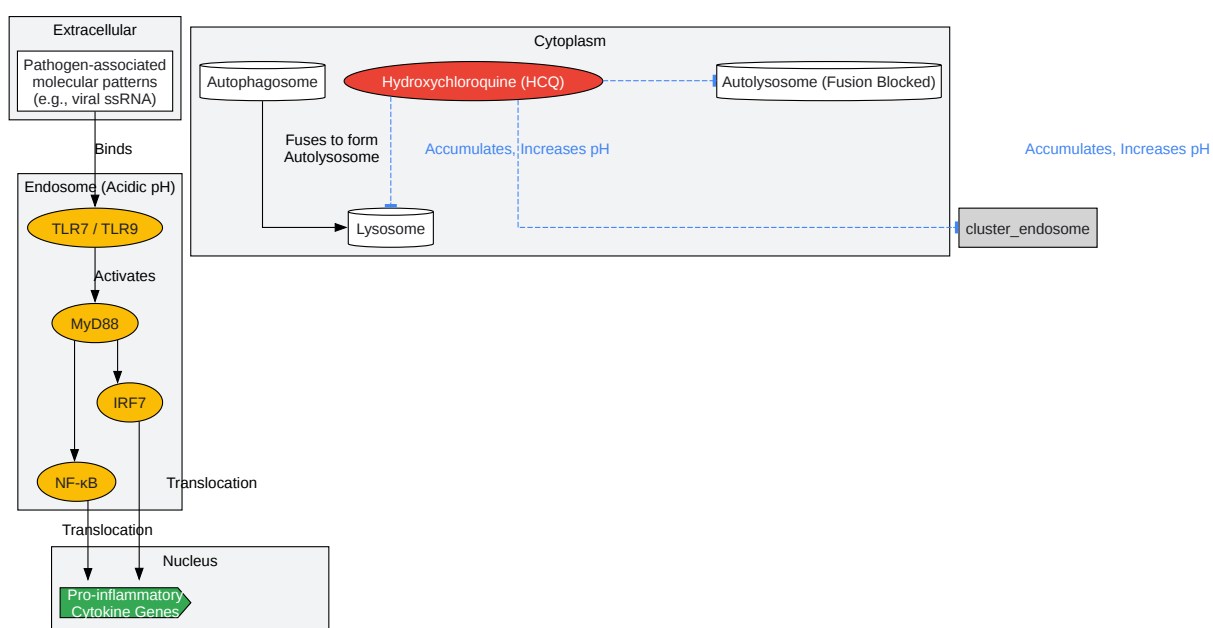 Extracellular
Pathogen-associated
molecular patterns
(e.g., viral ssRNA)
Binds
Endosome (Acidic pH)
TLR7 / TLR9
Activates
MyD88
IRF7
NF-κB
Translocation
Translocation
Nucleus
Pro-inflammatory
Cytokine Genes
Cytoplasm
Autophagosome
Hydroxychloroquine (HCQ)
Autolysosome (Fusion Blocked)
Fuses to form
Autolysosome
Accumulates, Increases pH
Accumulates, Increases pH
Lysosome
cluster_endosome